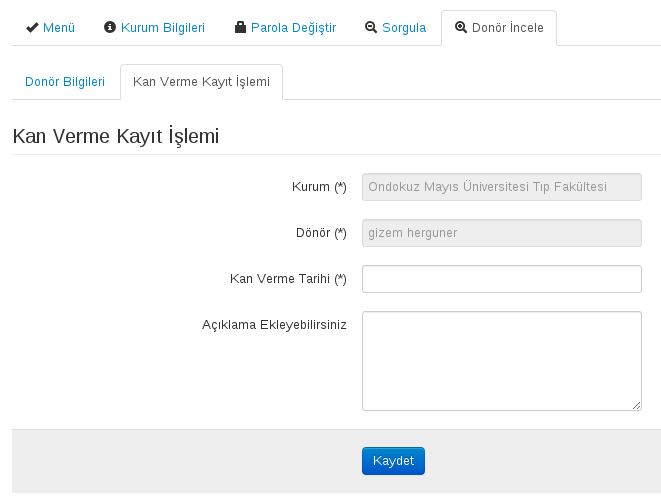 Menü Kurum Bilgileri Parola Değiştir Sorgula Donör İncele
Donör Bilgileri Kan Verme Kayıt İşlemi
Kan Verme Kayıt İşlemi
Kurum (*) Ondokuz Mayıs Üniversitesi Tıp Fakültesi
Dönör (*) gizem herguner
Kan Verme Tarihi (*)
Açıklama Ekleyebilirsiniz
Kaydet